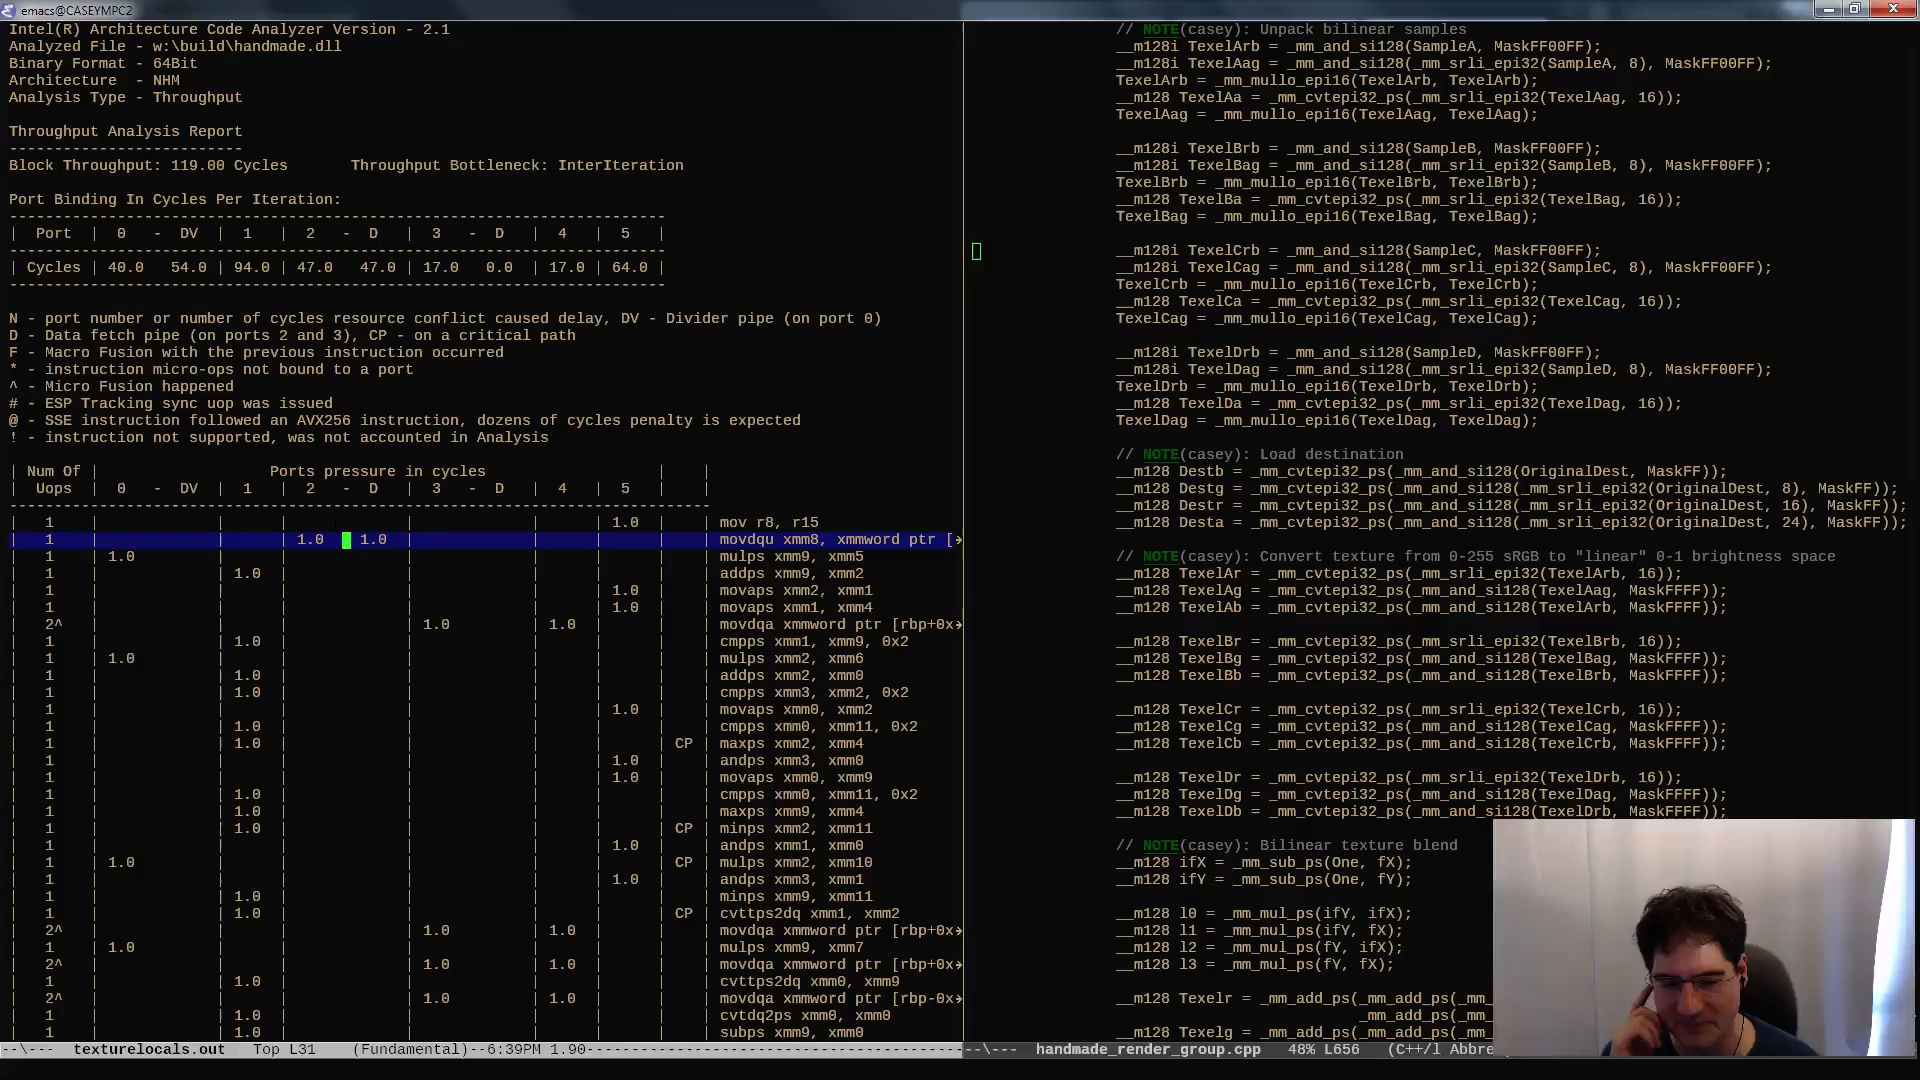 emacs@CASEYMPC2
Intel(R) Architecture Code Analyzer Version - 2.1
Analyzed File - w:\build\handmade.dll
Binary Format - 64Bit
Architecture  - NHM
Analysis Type - Throughput
Throughput Analysis Report
--------------------------
Block Throughput: 119.00 Cycles       Throughput Bottleneck: InterIteration
Port Binding In Cycles Per Iteration:
-------------------------------------------------------------------------
|  Port  |  0   -  DV  |  1   |  2   -  D   |  3   -  D   |  4   |  5   |
-------------------------------------------------------------------------
| Cycles | 40.0   54.0 | 94.0 | 47.0   47.0 | 17.0   0.0  | 17.0 | 64.0 |
-------------------------------------------------------------------------
N - port number or number of cycles resource conflict caused delay, DV - Divider pipe (on port 0)
D - Data fetch pipe (on ports 2 and 3), CP - on a critical path
F - Macro Fusion with the previous instruction occurred
* - instruction micro-ops not bound to a port
^ - Micro Fusion happened
# - ESP Tracking sync uop was issued
@ - SSE instruction followed an AVX256 instruction, dozens of cycles penalty is expected
! - instruction not supported, was not accounted in Analysis
| Num Of |                   Ports pressure in cycles                   |    |
|  Uops  |  0  -  DV  |  1  |  2  -  D  |  3  -  D  |  4  |  5  |    |
------------------------------------------------------------------------------
|   1    |           |     |           |           |     | 1.0 |    | mov r8, r15
|   1    |           |     | 1.0   1.0 |           |     |     |    | movdqu xmm8, xmmword ptr [
|   1    | 1.0       |     |           |           |     |     |    | mulps xmm9, xmm5
|   1    |           | 1.0 |           |           |     |     |    | addps xmm9, xmm2
|   1    |           |     |           |           |     | 1.0 |    | movaps xmm2, xmm1
|   1    |           |     |           |           |     | 1.0 |    | movaps xmm1, xmm4
|   2^   |           |     |           | 1.0       | 1.0 |     |    | movdqa xmmword ptr [rbp+0x
|   1    |           | 1.0 |           |           |     |     |    | cmpps xmm1, xmm9, 0x2
|   1    | 1.0       |     |           |           |     |     |    | mulps xmm2, xmm6
|   1    |           | 1.0 |           |           |     |     |    | addps xmm2, xmm0
|   1    |           | 1.0 |           |           |     |     |    | cmpps xmm3, xmm2, 0x2
|   1    |           |     |           |           |     | 1.0 |    | movaps xmm0, xmm2
|   1    |           | 1.0 |           |           |     |     |    | cmpps xmm0, xmm11, 0x2
|   1    |           | 1.0 |           |           |     |     | CP | maxps xmm2, xmm4
|   1    |           |     |           |           |     | 1.0 |    | andps xmm3, xmm0
|   1    |           |     |           |           |     | 1.0 |    | movaps xmm0, xmm9
|   1    |           | 1.0 |           |           |     |     |    | cmpps xmm0, xmm11, 0x2
|   1    |           | 1.0 |           |           |     |     |    | maxps xmm9, xmm4
|   1    |           | 1.0 |           |           |     |     | CP | minps xmm2, xmm11
|   1    |           |     |           |           |     | 1.0 |    | andps xmm1, xmm0
|   1    | 1.0       |     |           |           |     |     | CP | mulps xmm2, xmm10
|   1    |           |     |           |           |     | 1.0 |    | andps xmm3, xmm1
|   1    |           | 1.0 |           |           |     |     |    | minps xmm9, xmm11
|   1    |           | 1.0 |           |           |     |     | CP | cvttps2dq xmm1, xmm2
|   2^   |           |     |           | 1.0       | 1.0 |     |    | movdqa xmmword ptr [rbp+0x
|   1    | 1.0       |     |           |           |     |     |    | mulps xmm9, xmm7
|   2^   |           |     |           | 1.0       | 1.0 |     |    | movdqa xmmword ptr [rbp+0x
|   1    |           | 1.0 |           |           |     |     |    | cvttps2dq xmm0, xmm9
|   2^   |           |     |           | 1.0       | 1.0 |     |    | movdqa xmmword ptr [rbp-0x
|   1    |           | 1.0 |           |           |     |     |    | cvtdq2ps xmm0, xmm0
|   1    |           | 1.0 |           |           |     |     |    | subps xmm9, xmm0
--\--- texturelocals.out   Top L31    (Fundamental)--6:39PM 1.90
// NOTE(casey): Unpack bilinear samples
__m128i TexelArb = _mm_and_si128(SampleA, MaskFF00FF);
__m128i TexelAag = _mm_and_si128(_mm_srli_epi32(SampleA, 8), MaskFF00FF);
TexelArb = _mm_mullo_epi16(TexelArb, TexelArb);
__m128 TexelAa = _mm_cvtepi32_ps(_mm_srli_epi32(TexelAag, 16));
TexelAag = _mm_mullo_epi16(TexelAag, TexelAag);
__m128i TexelBrb = _mm_and_si128(SampleB, MaskFF00FF);
__m128i TexelBag = _mm_and_si128(_mm_srli_epi32(SampleB, 8), MaskFF00FF);
TexelBrb = _mm_mullo_epi16(TexelBrb, TexelBrb);
__m128 TexelBa = _mm_cvtepi32_ps(_mm_srli_epi32(TexelBag, 16));
TexelBag = _mm_mullo_epi16(TexelBag, TexelBag);
__m128i TexelCrb = _mm_and_si128(SampleC, MaskFF00FF);
__m128i TexelCag = _mm_and_si128(_mm_srli_epi32(SampleC, 8), MaskFF00FF);
TexelCrb = _mm_mullo_epi16(TexelCrb, TexelCrb);
__m128 TexelCa = _mm_cvtepi32_ps(_mm_srli_epi32(TexelCag, 16));
TexelCag = _mm_mullo_epi16(TexelCag, TexelCag);
__m128i TexelDrb = _mm_and_si128(SampleD, MaskFF00FF);
__m128i TexelDag = _mm_and_si128(_mm_srli_epi32(SampleD, 8), MaskFF00FF);
TexelDrb = _mm_mullo_epi16(TexelDrb, TexelDrb);
__m128 TexelDa = _mm_cvtepi32_ps(_mm_srli_epi32(TexelDag, 16));
TexelDag = _mm_mullo_epi16(TexelDag, TexelDag);
// NOTE(casey): Load destination
__m128 Destb = _mm_cvtepi32_ps(_mm_and_si128(OriginalDest, MaskFF));
__m128 Destg = _mm_cvtepi32_ps(_mm_and_si128(_mm_srli_epi32(OriginalDest, 8), MaskFF));
__m128 Destr = _mm_cvtepi32_ps(_mm_and_si128(_mm_srli_epi32(OriginalDest, 16), MaskFF));
__m128 Desta = _mm_cvtepi32_ps(_mm_and_si128(_mm_srli_epi32(OriginalDest, 24), MaskFF));
// NOTE(casey): Convert texture from 0-255 sRGB to "linear" 0-1 brightness space
__m128 TexelAr = _mm_cvtepi32_ps(_mm_srli_epi32(TexelArb, 16));
__m128 TexelAg = _mm_cvtepi32_ps(_mm_and_si128(TexelAag, MaskFFFF));
__m128 TexelAb = _mm_cvtepi32_ps(_mm_and_si128(TexelArb, MaskFFFF));
__m128 TexelBr = _mm_cvtepi32_ps(_mm_srli_epi32(TexelBrb, 16));
__m128 TexelBg = _mm_cvtepi32_ps(_mm_and_si128(TexelBag, MaskFFFF));
__m128 TexelBb = _mm_cvtepi32_ps(_mm_and_si128(TexelBrb, MaskFFFF));
__m128 TexelCr = _mm_cvtepi32_ps(_mm_srli_epi32(TexelCrb, 16));
__m128 TexelCg = _mm_cvtepi32_ps(_mm_and_si128(TexelCag, MaskFFFF));
__m128 TexelCb = _mm_cvtepi32_ps(_mm_and_si128(TexelCrb, MaskFFFF));
__m128 TexelDr = _mm_cvtepi32_ps(_mm_srli_epi32(TexelDrb, 16));
__m128 TexelDg = _mm_cvtepi32_ps(_mm_and_si128(TexelDag, MaskFFFF));
__m128 TexelDb = _mm_cvtepi32_ps(_mm_and_si128(TexelDrb, MaskFFFF));
// NOTE(casey): Bilinear texture blend
__m128 ifX = _mm_sub_ps(One, fX);
__m128 ifY = _mm_sub_ps(One, fY);
__m128 l0 = _mm_mul_ps(ifY, ifX);
__m128 l1 = _mm_mul_ps(ifY, fX);
__m128 l2 = _mm_mul_ps(fY, ifX);
__m128 l3 = _mm_mul_ps(fY, fX);
__m128 Texelr = _mm_add_ps(_mm_add_ps(_mm_
_mm_add_ps(
__m128 Texelg = _mm_add_ps(_mm_add_ps(_mm_
--\--- handmade_render_group.cpp   48% L656   (C++/l Abbre